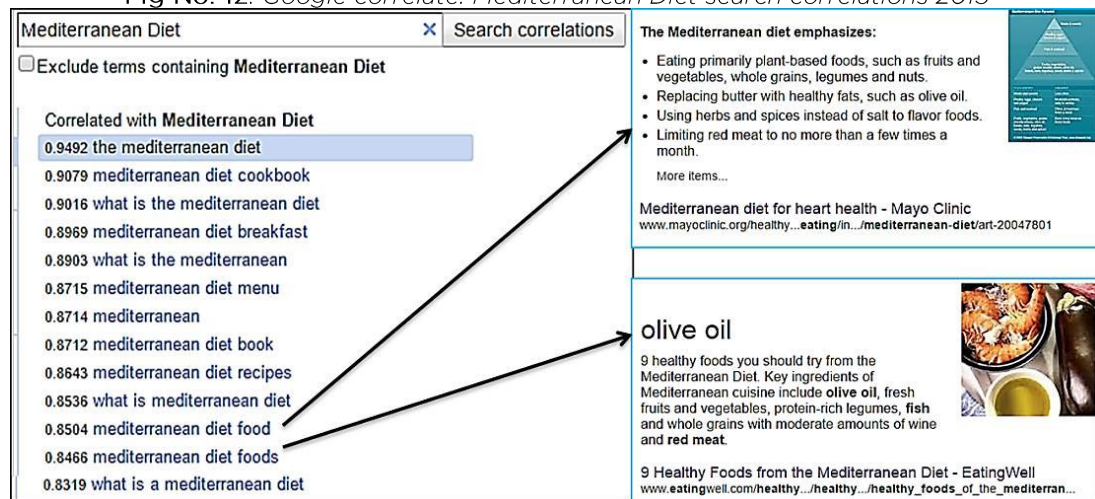 Fig No. 12. Google correlate: Mediterranean Diet search correlations 2015
Mediterranean Diet × Search correlations
Exclude terms containing Mediterranean Diet
Correlated with Mediterranean Diet
0.9492 the mediterranean diet
0.9079 mediterranean diet cookbook
0.9016 what is the mediterranean diet
0.8969 mediterranean diet breakfast
0.8903 what is the mediterranean
0.8715 mediterranean diet menu
0.8714 mediterranean
0.8712 mediterranean diet book
0.8643 mediterranean diet recipes
0.8536 what is mediterranean diet
0.8504 mediterranean diet food
0.8466 mediterranean diet foods
0.8319 what is a mediterranean diet
The Mediterranean diet emphasizes:
• Eating primarily plant-based foods, such as fruits and
vegetables, whole grains, legumes and nuts.
• Replacing butter with healthy fats, such as olive oil.
• Using herbs and spices instead of salt to flavor foods.
• Limiting red meat to no more than a few times a
month.
More items...
Mediterranean diet for heart health - Mayo Clinic
www.mayoclinic.org/healthy...eating/in.../mediterranean-diet/art-20047801
olive oil
9 healthy foods you should try from the
Mediterranean Diet. Key ingredients of
Mediterranean cuisine include olive oil, fresh
fruits and vegetables, protein-rich legumes, fish
and whole grains with moderate amounts of wine
and red meat.
9 Healthy Foods from the Mediterranean Diet - EatingWell
www.eatingwell.com/healthy.../healthy.../healthy_foods_of_the_mediterran...